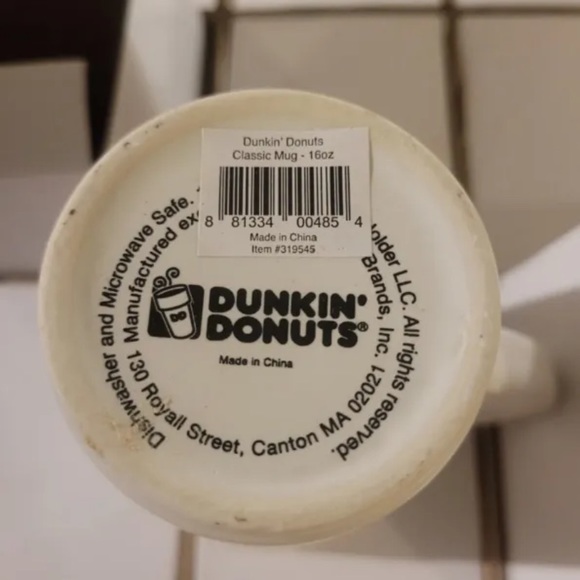 Dunkin' Donuts
Classic Mug - 16oz
8 81334 00485 4
Made in China
Item #319545
Dishwasher and Microwave Safe.
Manufactured
older LLC. All rights reserved.
Brands, Inc.
130 Royall Street, Canton MA 02021
DUNKIN'
DONUTS®
DD
Made in China